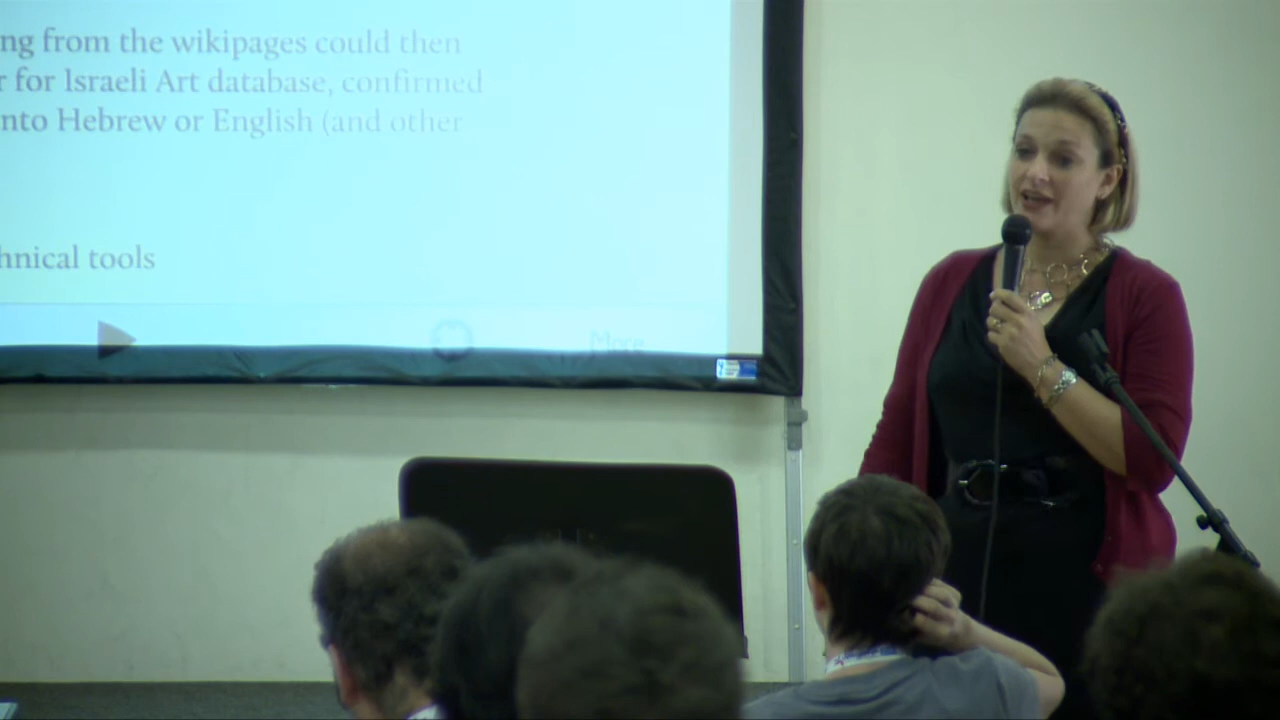 ng from the wikipages could then
r for Israeli Art database, confirmed
nto Hebrew or English (and other
hnical tools
More